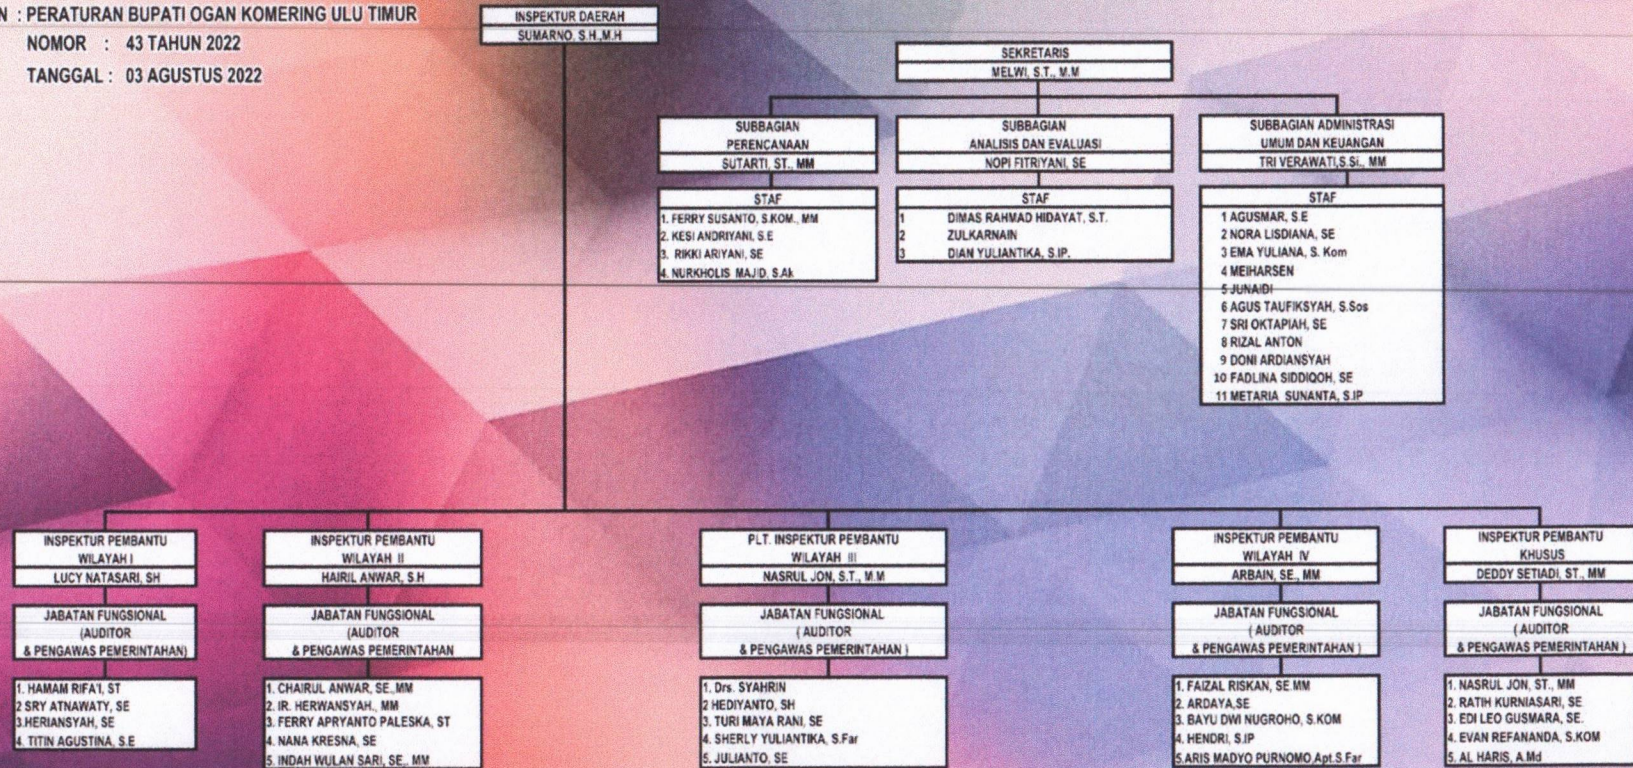 N : PERATURAN BUPATI OGAN KOMERING ULU TIMUR
NOMOR : 43 TAHUN 2022
TANGGAL : 03 AGUSTUS 2022
INSPEKTUR DAERAH
SUMARNO, S.H.,M.H
SEKRETARIS
MELWI, S.T., M.M
SUBBAGIAN
PERENCANAAN
SUTARTI, ST., MM
STAF
1. FERRY SUSANTO, S.KOM., MM
2. KESI ANDRIYANI, S.E
3. RIKKI ARIYANI, SE
4. NURKHOLIS MAJID, S.Ak
SUBBAGIAN
ANALISIS DAN EVALUASI
NOPI FITRIYANI, SE
STAF
1 DIMAS RAHMAD HIDAYAT, S.T.
2 ZULKARNAIN
3 DIAN YULIANTIKA, S.IP.
SUBBAGIAN ADMINISTRASI
UMUM DAN KEUANGAN
TRI VERAWATI,S.Si., MM
STAF
1 AGUSMAR, S.E
2 NORA LISDIANA, SE
3 EMA YULIANA, S. Kom
4 MEIHARSEN
5 JUNAIDI
6 AGUS TAUFIKSYAH, S.Sos
7 SRI OKTAPIAH, SE
8 RIZAL ANTON
9 DONI ARDIANSYAH
10 FADLINA SIDDIQOH, SE
11 METARIA SUNANTA, S.IP
INSPEKTUR PEMBANTU
WILAYAH I
LUCY NATASARI, SH
JABATAN FUNGSIONAL
(AUDITOR
& PENGAWAS PEMERINTAHAN)
1. HAMAM RIFA'I, ST
2 SRY ATNAWATY, SE
3.HERIANSYAH, SE
4. TITIN AGUSTINA, S.E
INSPEKTUR PEMBANTU
WILAYAH II
HAIRIL ANWAR, S.H
JABATAN FUNGSIONAL
(AUDITOR
& PENGAWAS PEMERINTAHAN
1. CHAIRUL ANWAR, SE.,MM
2. IR. HERWANSYAH., MM
3. FERRY APRYANTO PALESKA, ST
4. NANA KRESNA, SE
5. INDAH WULAN SARI, SE,. MM
PLT. INSPEKTUR PEMBANTU
WILAYAH III
NASRUL JON, S.T., M.M
JABATAN FUNGSIONAL
( AUDITOR
& PENGAWAS PEMERINTAHAN )
1. Drs. SYAHRIN
2 HEDIYANTO, SH
3. TURI MAYA RANI, SE
4. SHERLY YULIANTIKA, S.Far
5. JULIANTO, SE
INSPEKTUR PEMBANTU
WILAYAH IV
ARBAIN, SE., MM
JABATAN FUNGSIONAL
( AUDITOR
& PENGAWAS PEMERINTAHAN )
1. FAIZAL RISKAN, SE.MM
2. ARDAYA,SE
3. BAYU DWI NUGROHO, S.KOM
4. HENDRI, S.IP
5.ARIS MADYO PURNOMO,Apt.S.Far
INSPEKTUR PEMBANTU
KHUSUS
DEDDY SETIADI, ST., MM
JABATAN FUNGSIONAL
( AUDITOR
& PENGAWAS PEMERINTAHAN )
1. NASRUL JON, ST., MM
2. RATIH KURNIASARI, SE
3. EDI LEO GUSMARA, SE.
4. EVAN REFANANDA, S.KOM
5. AL HARIS, A.Md